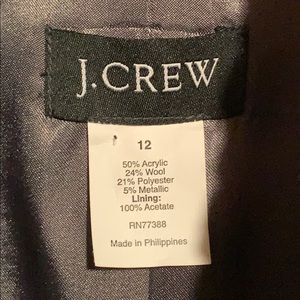 J.CREW
12
50% Acrylic
24% Wool
21% Polyester
5% Metallic
Lining:
100% Acetate
RN77388
Made in Philippines